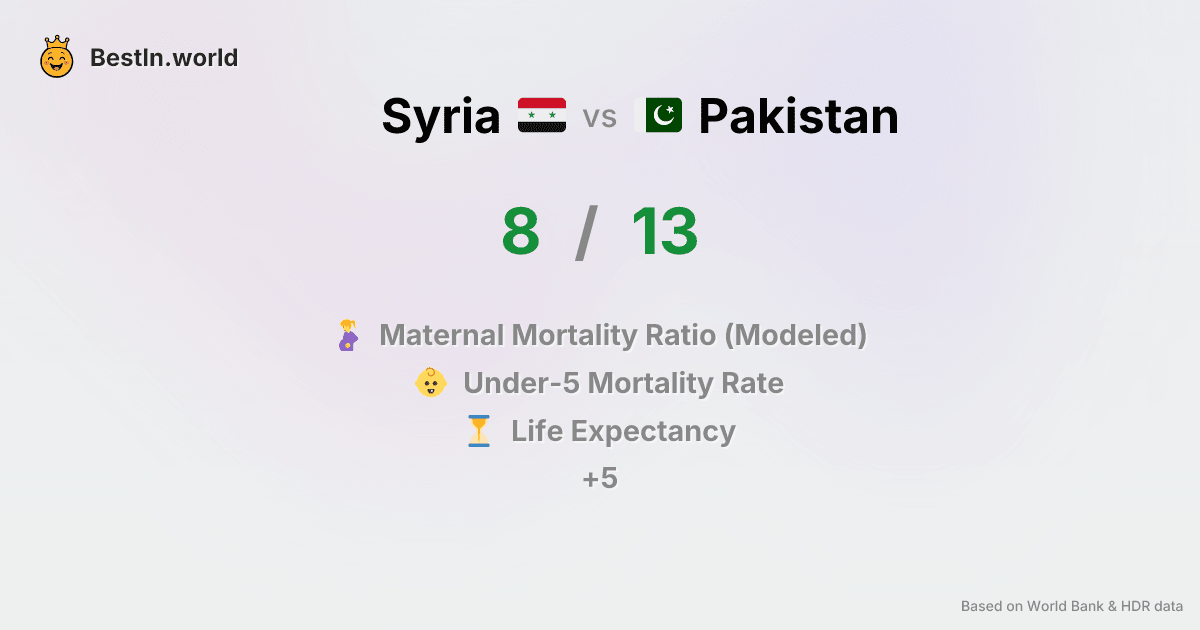 BestIn.world
Syria vs Pakistan
8 / 13
Maternal Mortality Ratio (Modeled)
Under-5 Mortality Rate
Life Expectancy
+5
Based on World Bank & HDR data